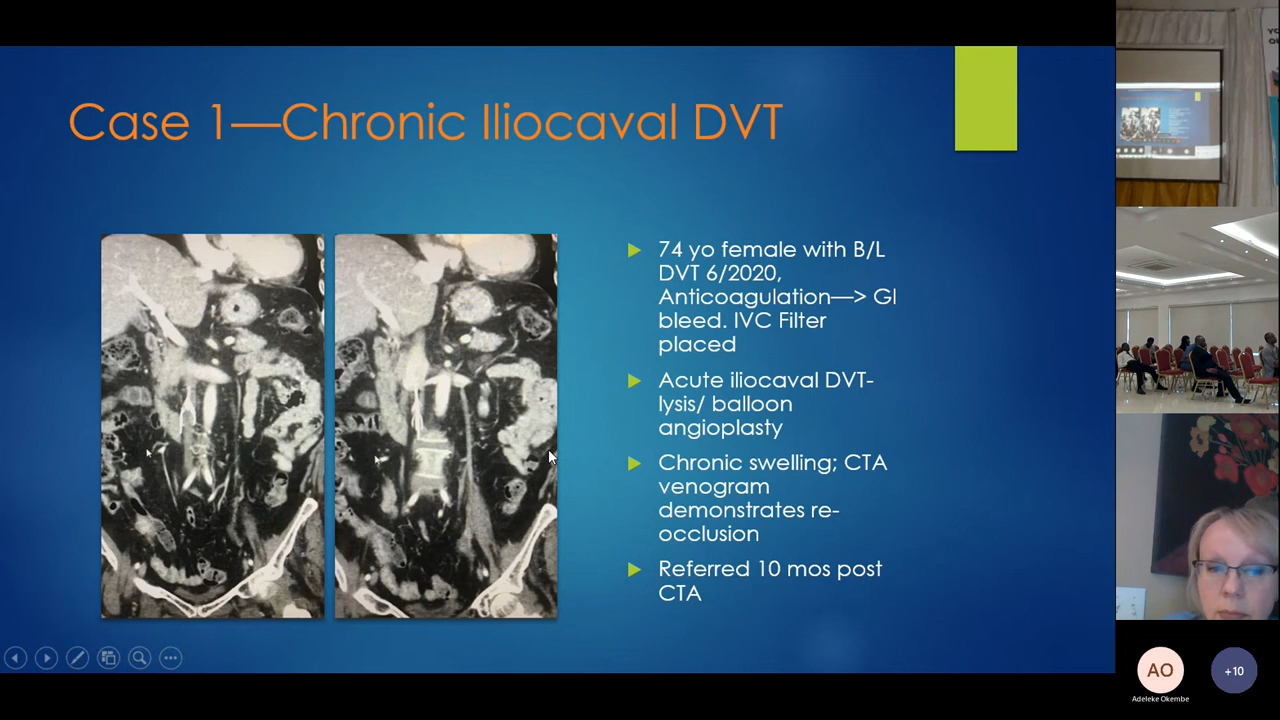 Case 1—Chronic Iliocaval DVT
74 yo female with B/L
DVT 6/2020,
Anticoagulation—> GI
bleed. IVC Filter
placed
Acute iliocaval DVT-
lysis/ balloon
angioplasty
Chronic swelling; CTA
venogram
demonstrates re-
occlusion
Referred 10 mos post
CTA
AO
+10
Adeleke Okembe